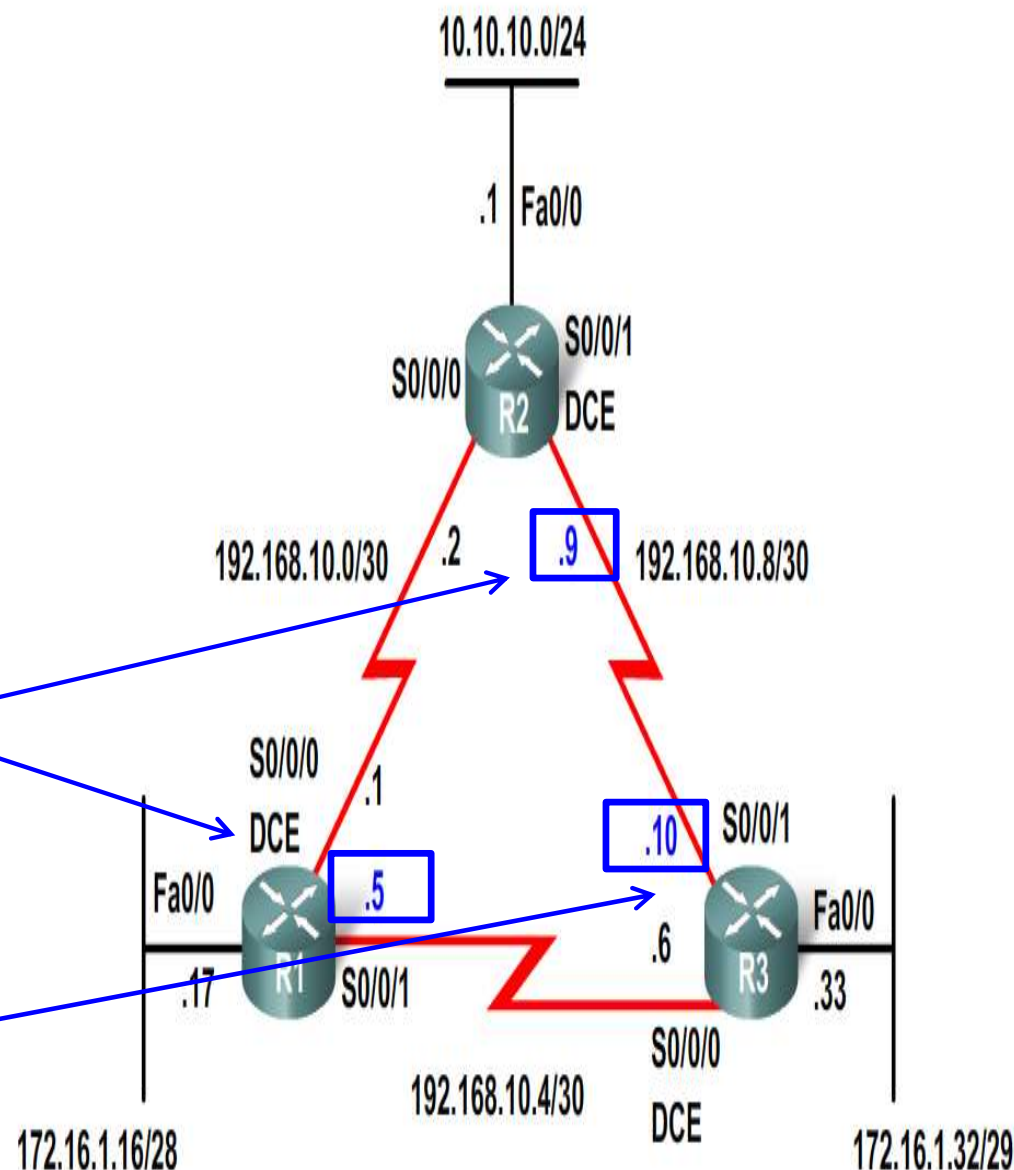 10.10.10.0/24
.1
Fa0/0
S0/0/1
S0/0/0
R2
DCE
192.168.10.0/30
.2
.9
192.168.10.8/30
S0/0/0
.1
DCE
.10
S0/0/1
Fa0/0
.5
Fa0/0
.17
R1
S0/0/1
.6
R3
.33
S0/0/0
192.168.10.4/30
DCE
172.16.1.16/28
172.16.1.32/29